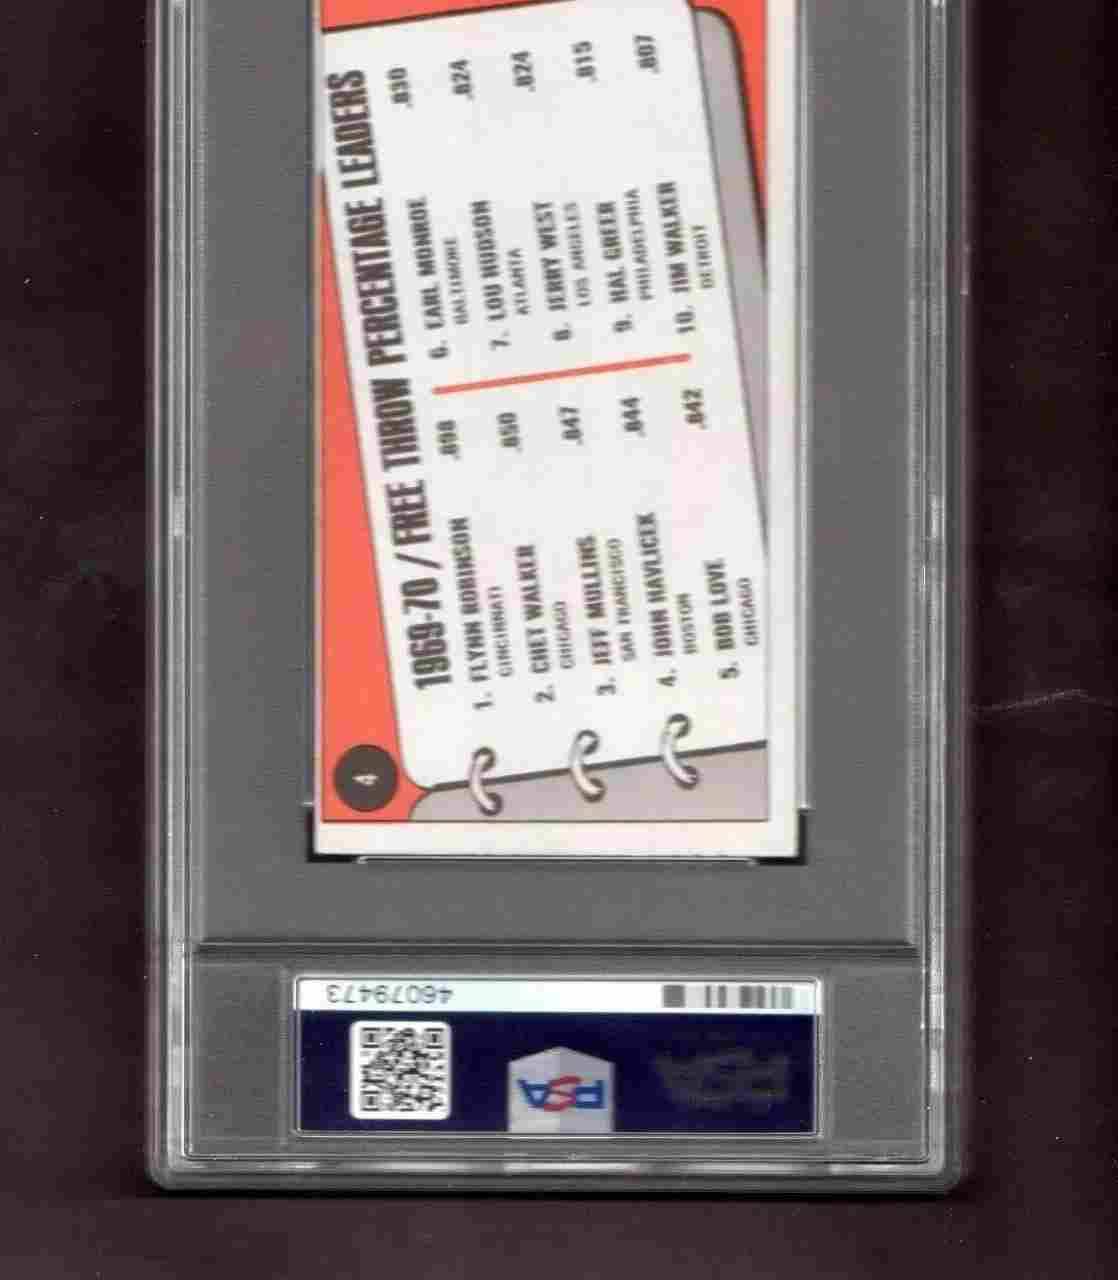 4
1969-70/FREE THROW PERCENTAGE LEADERS
1. FLYNN ROBINSON .898
CINCINNATI
2. CHET WALKER .850
CHICAGO
3. JEFF MULLINS .847
SAN FRANCISCO
4. JOHN HAVLICEK .844
BOSTON
5. BOB LOVE .842
CHICAGO
6. EARL MONROE .830
BALTIMORE
7. LOU HUDSON .824
ATLANTA
8. JERRY WEST .824
LOS ANGELES
9. HAL GREER .815
PHILADELPHIA
10. JIM WALKER .807
DETROIT
46079473
PSA